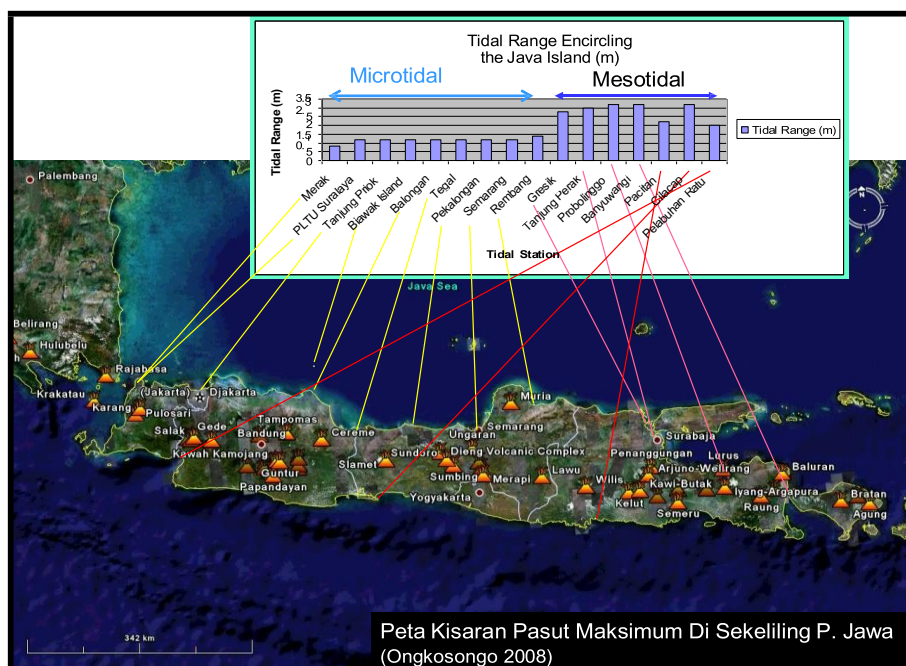 Tidal Range Encircling
the Java Island (m)
Microtidal
Mesotidal
Tidal Range (m)
3.5
3
2.5
2
1.5
1
0.5
0
Tidal Range (m)
Merak
PLTU Suralaya
Tanjung Priok
Biawak Island
Balongan
Tegal
Pekalongan
Semarang
Rembang
Gresik
Tanjung Perak
Probolinggo
Banyuwangi
Pacitan
Cilacap
Pelabuhan Ratu
Tidal Station
Palembang
Java Sea
Belirang
Hulubelu
h
Rajabasa
Krakatau
Karang
Pulosari
(Jakarta)
Djakarta
Salak
Gede
Tampomas
Bandung
Cereme
Kawah Kamojang
Guntur
Papandayan
Slamet
Sundoro
Ungaran
Semarang
Muria
Dieng Volcanic Complex
Sumbing
Merapi
Lawu
Yogyakarta
Wilis
Surabaja
Penanggungan
Arjuno-Welirang
Lurus
Baluran
Kawi-Butak
Kelut
Semeru
Iyang-Argapura
Raung
Bratan
Agung
342 km
Peta Kisaran Pasut Maksimum Di Sekeliling P. Jawa
(Ongkosongo 2008)